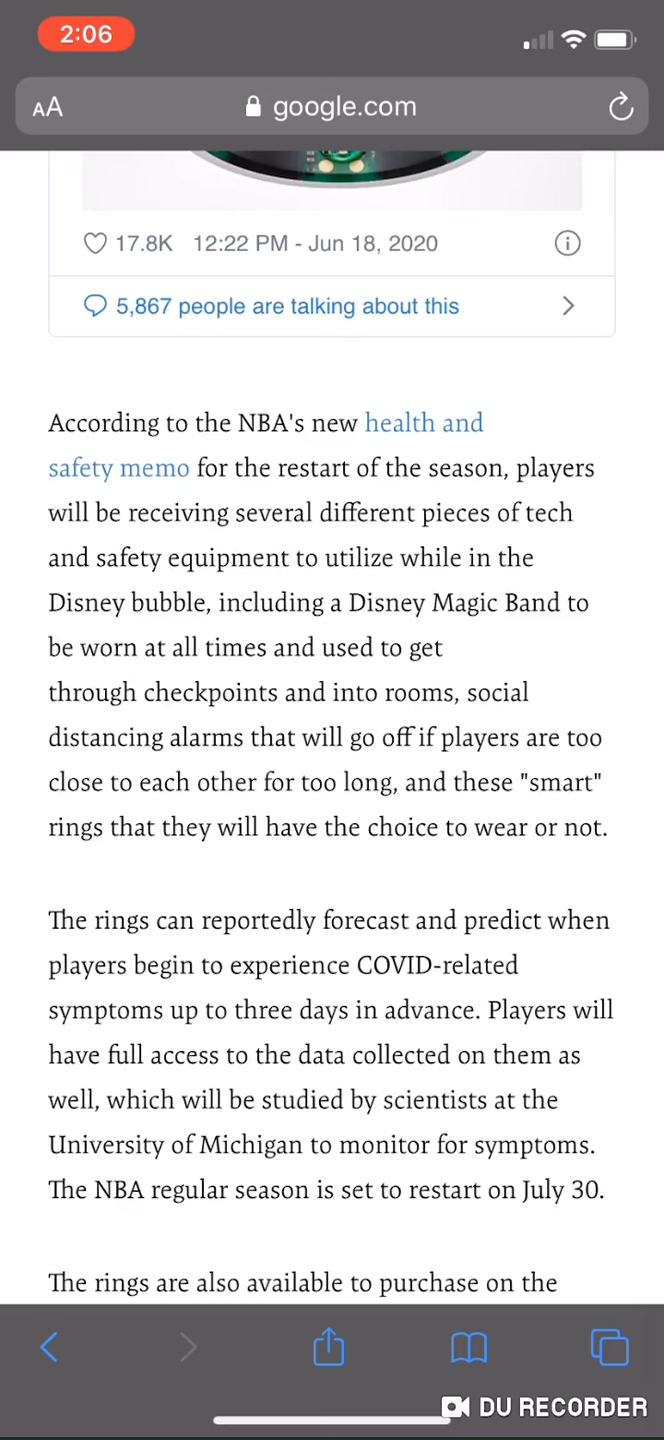 2:06
AA
google.com
17.8K 12:22 PM - Jun 18, 2020
5,867 people are talking about this
According to the NBA's new health and
safety memo for the restart of the season, players
will be receiving several different pieces of tech
and safety equipment to utilize while in the
Disney bubble, including a Disney Magic Band to
be worn at all times and used to get
through checkpoints and into rooms, social
distancing alarms that will go off if players are too
close to each other for too long, and these "smart"
rings that they will have the choice to wear or not.
The rings can reportedly forecast and predict when
players begin to experience COVID-related
symptoms up to three days in advance. Players will
have full access to the data collected on them as
well, which will be studied by scientists at the
University of Michigan to monitor for symptoms.
The NBA regular season is set to restart on July 30.
The rings are also available to purchase on the
DU RECORDER